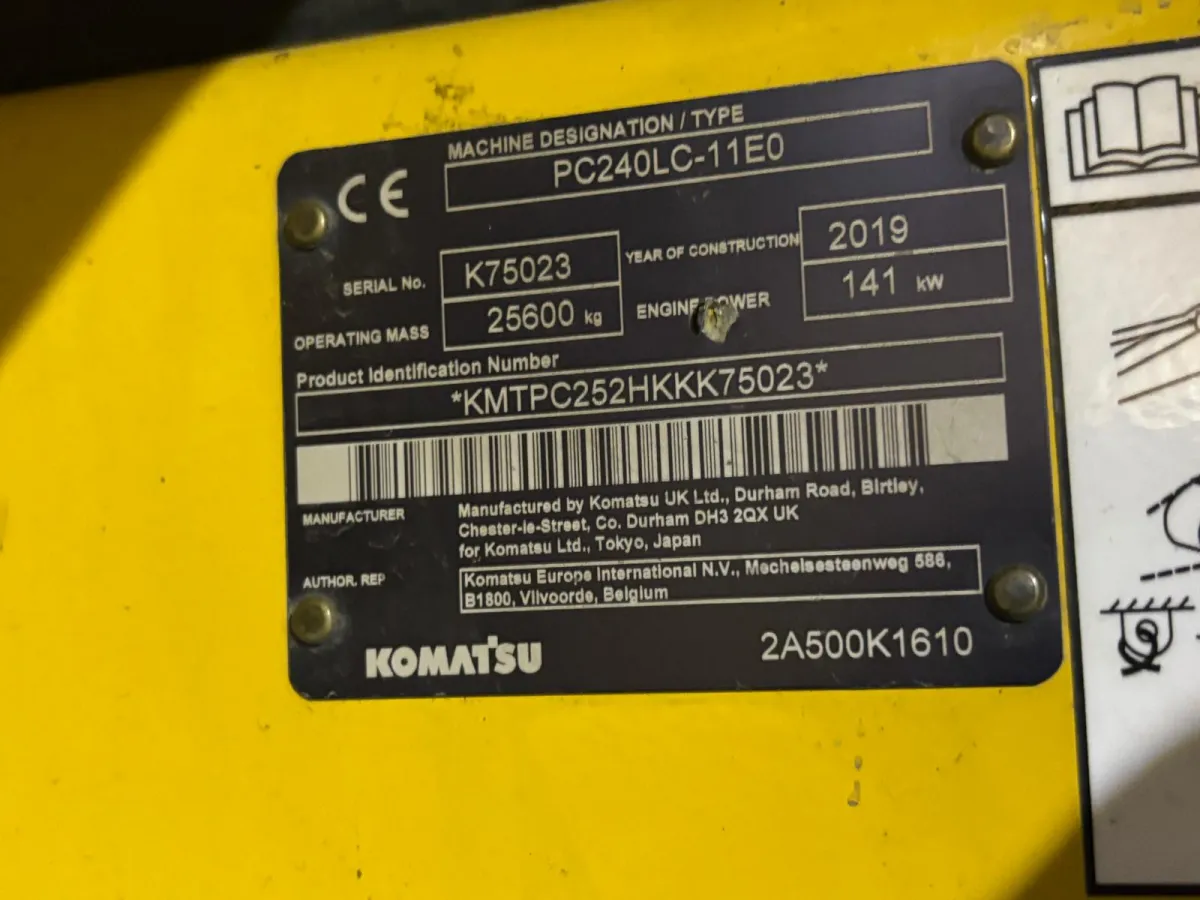 CE
MACHINE DESIGNATION / TYPE
PC240LC-11E0
SERIAL No. K75023
YEAR OF CONSTRUCTION 2019
OPERATING MASS 25600 kg
ENGINE POWER 141 kW
Product Identification Number
*KMTPC252HKKK75023*
MANUFACTURER
Manufactured by Komatsu UK Ltd., Durham Road, Birtley,
Chester-le-Street, Co. Durham DH3 2QX UK
for Komatsu Ltd., Tokyo, Japan
AUTHOR. REP
Komatsu Europe International N.V., Mechelsesteenweg 586,
B1800, Vilvoorde, Belgium
KOMATSU
2A500K1610